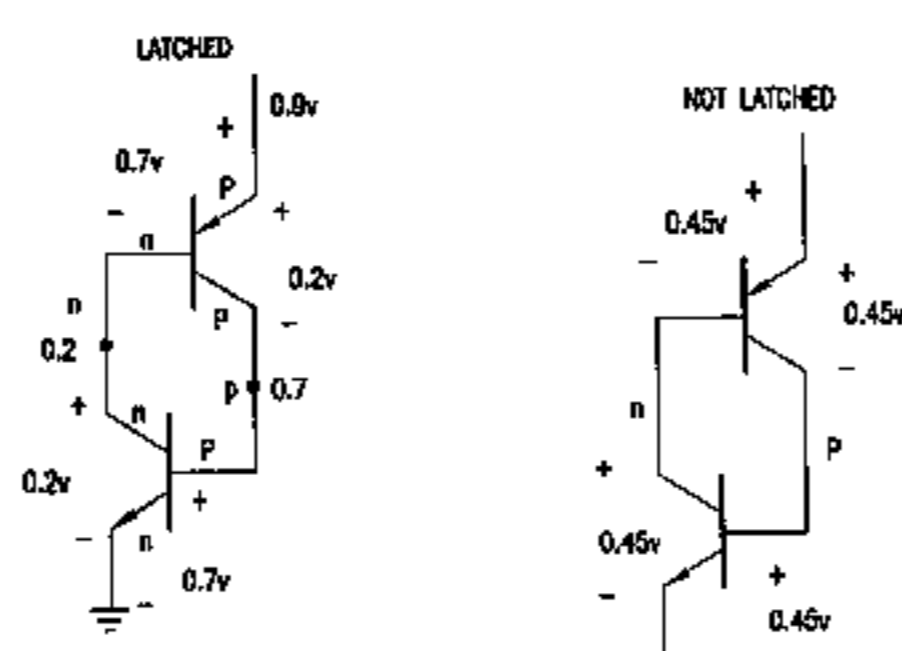 LATCHED
0.9v
+
0.7v
P
-
+
n
n
0.2v
P
-
0.2
p
0.7
+
n
P
0.2v
+
-
n
0.7v
-
NOT LATCHED
+
0.45v
-
+
0.45v
-
n
P
+
0.45v
-
+
0.45v